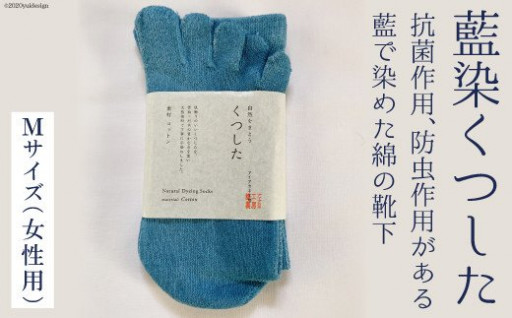 ©2020yuidesign
藍染くつした
抗菌作用、防虫作用がある
藍で染めた綿の靴下
Mサイズ（女性用）
自然をまとう
くつした
素材 コットン
Natural Dyeing Socks
material Cotton